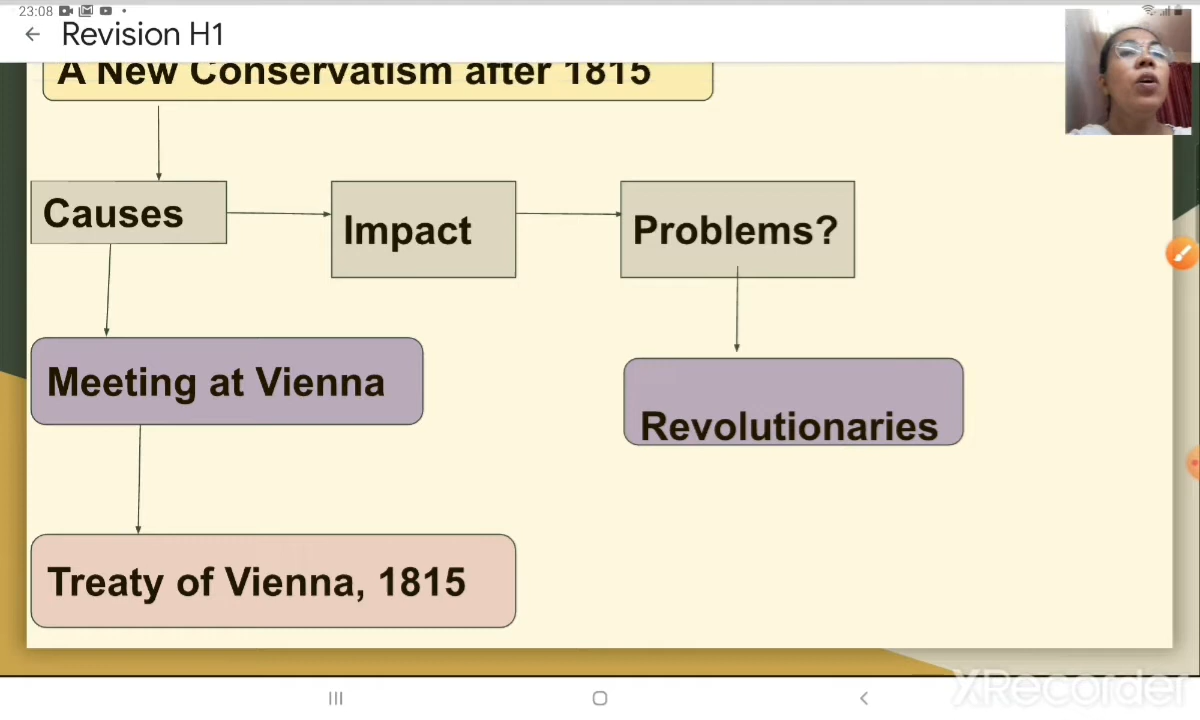 23:08
Revision H1
A New Conservatism after 1815
Causes
Impact
Problems?
Meeting at Vienna
Revolutionaries
Treaty of Vienna, 1815
XRecorder